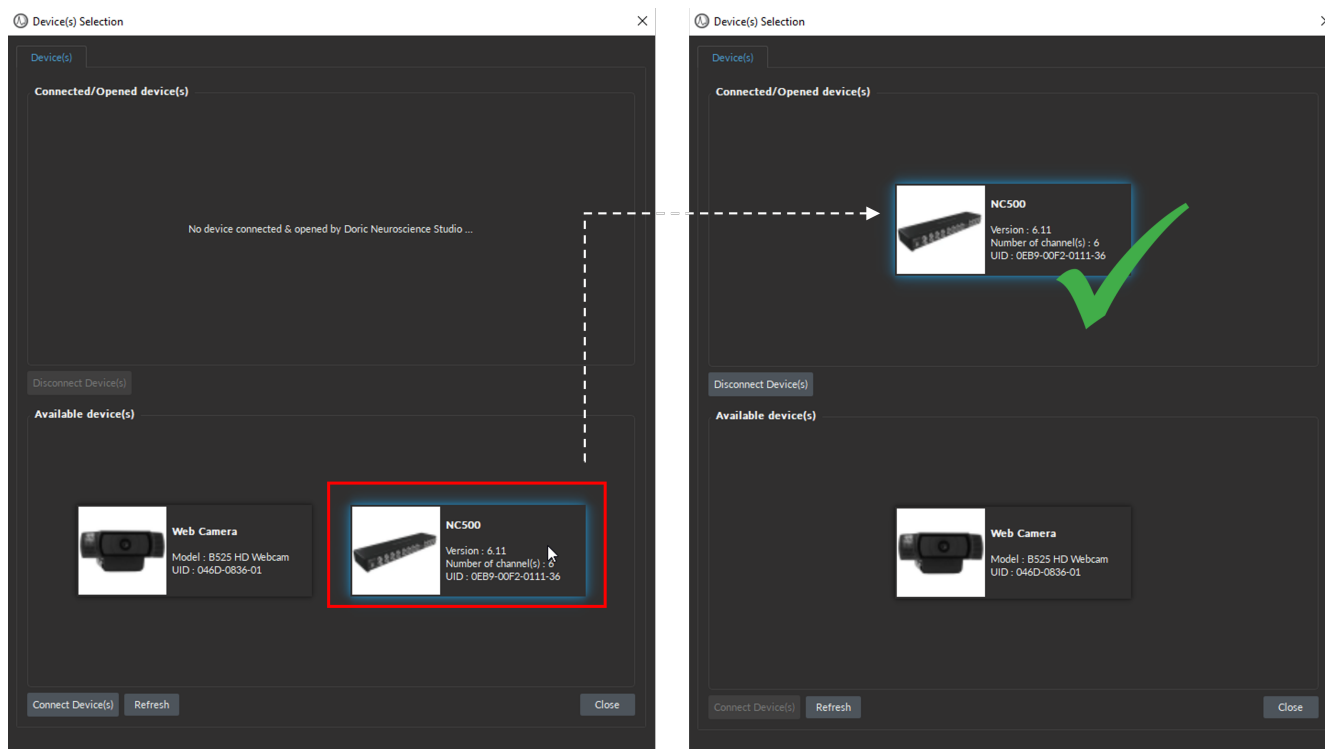 Device(s) Selection
Device(s)
Connected/Opened device(s)
No device connected & opened by Doric Neuroscience Studio ...
Disconnect Device(s)
Available device(s)
Web Camera
Model : B525 HD Webcam
UID : 046D-0836-01
NC500
Version : 6.11
Number of channel(s) : 6
UID : 0EB9-00F2-0111-36
Connect Device(s)
Refresh
Close
Device(s) Selection
Device(s)
Connected/Opened device(s)
NC500
Version : 6.11
Number of channel(s) : 6
UID : 0EB9-00F2-0111-36
Disconnect Device(s)
Available device(s)
Web Camera
Model : B525 HD Webcam
UID : 046D-0836-01
Connect Device(s)
Refresh
Close